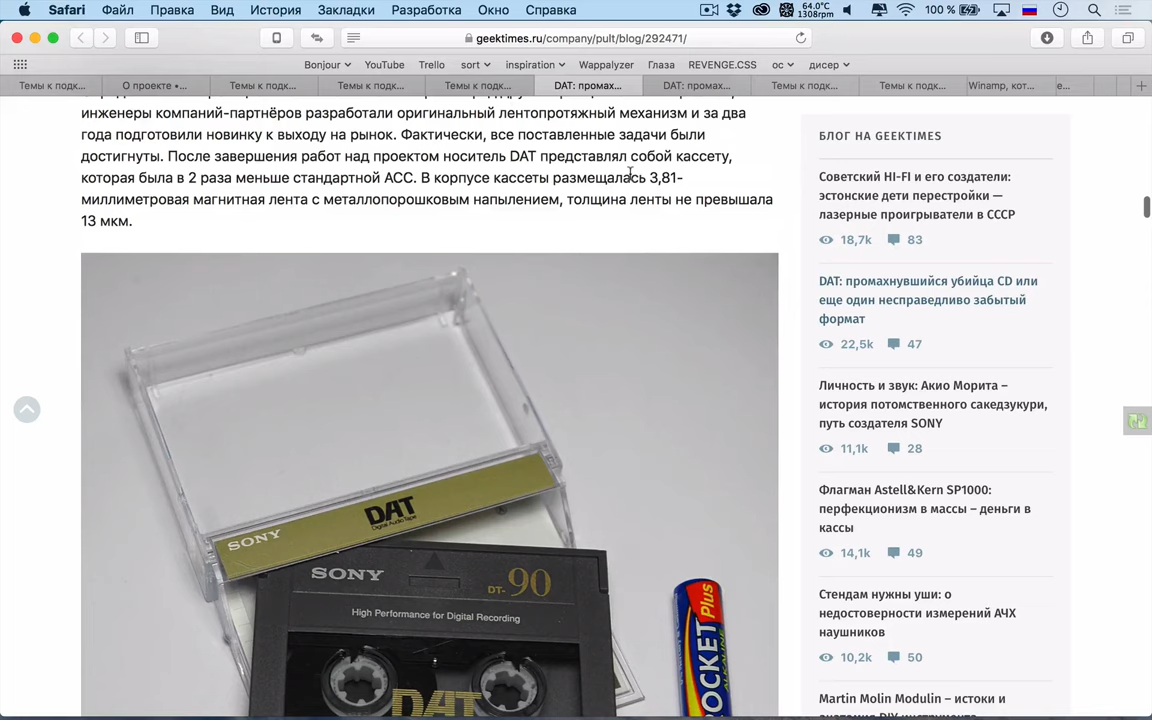 Safari Файл Правка Вид История Закладки Разработка Окно Справка 64.0°C 1308rpm 100 %
geektimes.ru/company/pult/blog/292471/
Bonjour YouTube Trello sort inspiration Wappalyzer Глаза REVENGE.CSS ос дисер
Темы к подк... О проекте •... Темы к подк... Темы к подк... Темы к подк... DAT: промах... DAT: промах... Темы к подк... Темы к подк... Winamp, кот... е...
инженеры компаний-партнёров разработали оригинальный лентопротяжный механизм и за два
года подготовили новинку к выходу на рынок. Фактически, все поставленные задачи были
достигнуты. После завершения работ над проектом носитель DAT представлял собой кассету,
которая была в 2 раза меньше стандартной АСС. В корпусе кассеты размещалась 3,81-
миллиметровая магнитная лента с металлопорошковым напылением, толщина ленты не превышала
13 мкм.
SONY DAT
Digital Audio Tape
SONY DT-90
High Performance for Digital Recording
DAT
ROCKET Plus
ALKALINE
БЛОГ НА GEEKTIMES
Советский HI-FI и его создатели:
эстонские дети перестройки —
лазерные проигрыватели в СССР
18,7k 83
DAT: промахнувшийся убийца CD или
еще один несправедливо забытый
формат
22,5k 47
Личность и звук: Акио Морита –
история потомственного сакедзукури,
путь создателя SONY
11,1k 28
Флагман Astell&Kern SP1000:
перфекционизм в массы – деньги в
кассы
14,1k 49
Стендам нужны уши: о
недостоверности измерений АЧХ
наушников
10,2k 50
Martin Molin Modulin – истоки и